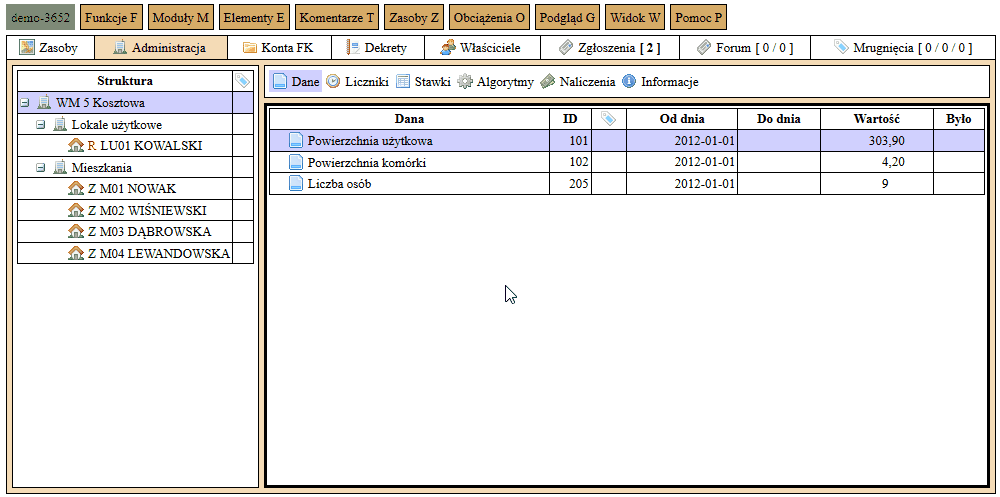 demo-3652 Funkcje F Moduły M Elementy E Komentarze T Zasoby Z Obciążenia O Podgląd G Widok W Pomoc P
Zasoby Administracja Konta FK Dekrety Właściciele Zgłoszenia [ 2 ] Forum [ 0 / 0 ] Mrugnięcia [ 0 / 0 / 0 ]
Struktura
WM 5 Kosztowa
Lokale użytkowe
R LU01 KOWALSKI
Mieszkania
Z M01 NOWAK
Z M02 WIŚNIEWSKI
Z M03 DĄBROWSKA
Z M04 LEWANDOWSKA
Dane Liczniki Stawki Algorytmy Naliczenia Informacje
Dana ID Od dnia Do dnia Wartość Było
Powierzchnia użytkowa 101 2012-01-01 303,90
Powierzchnia komórki 102 2012-01-01 4,20
Liczba osób 205 2012-01-01 9